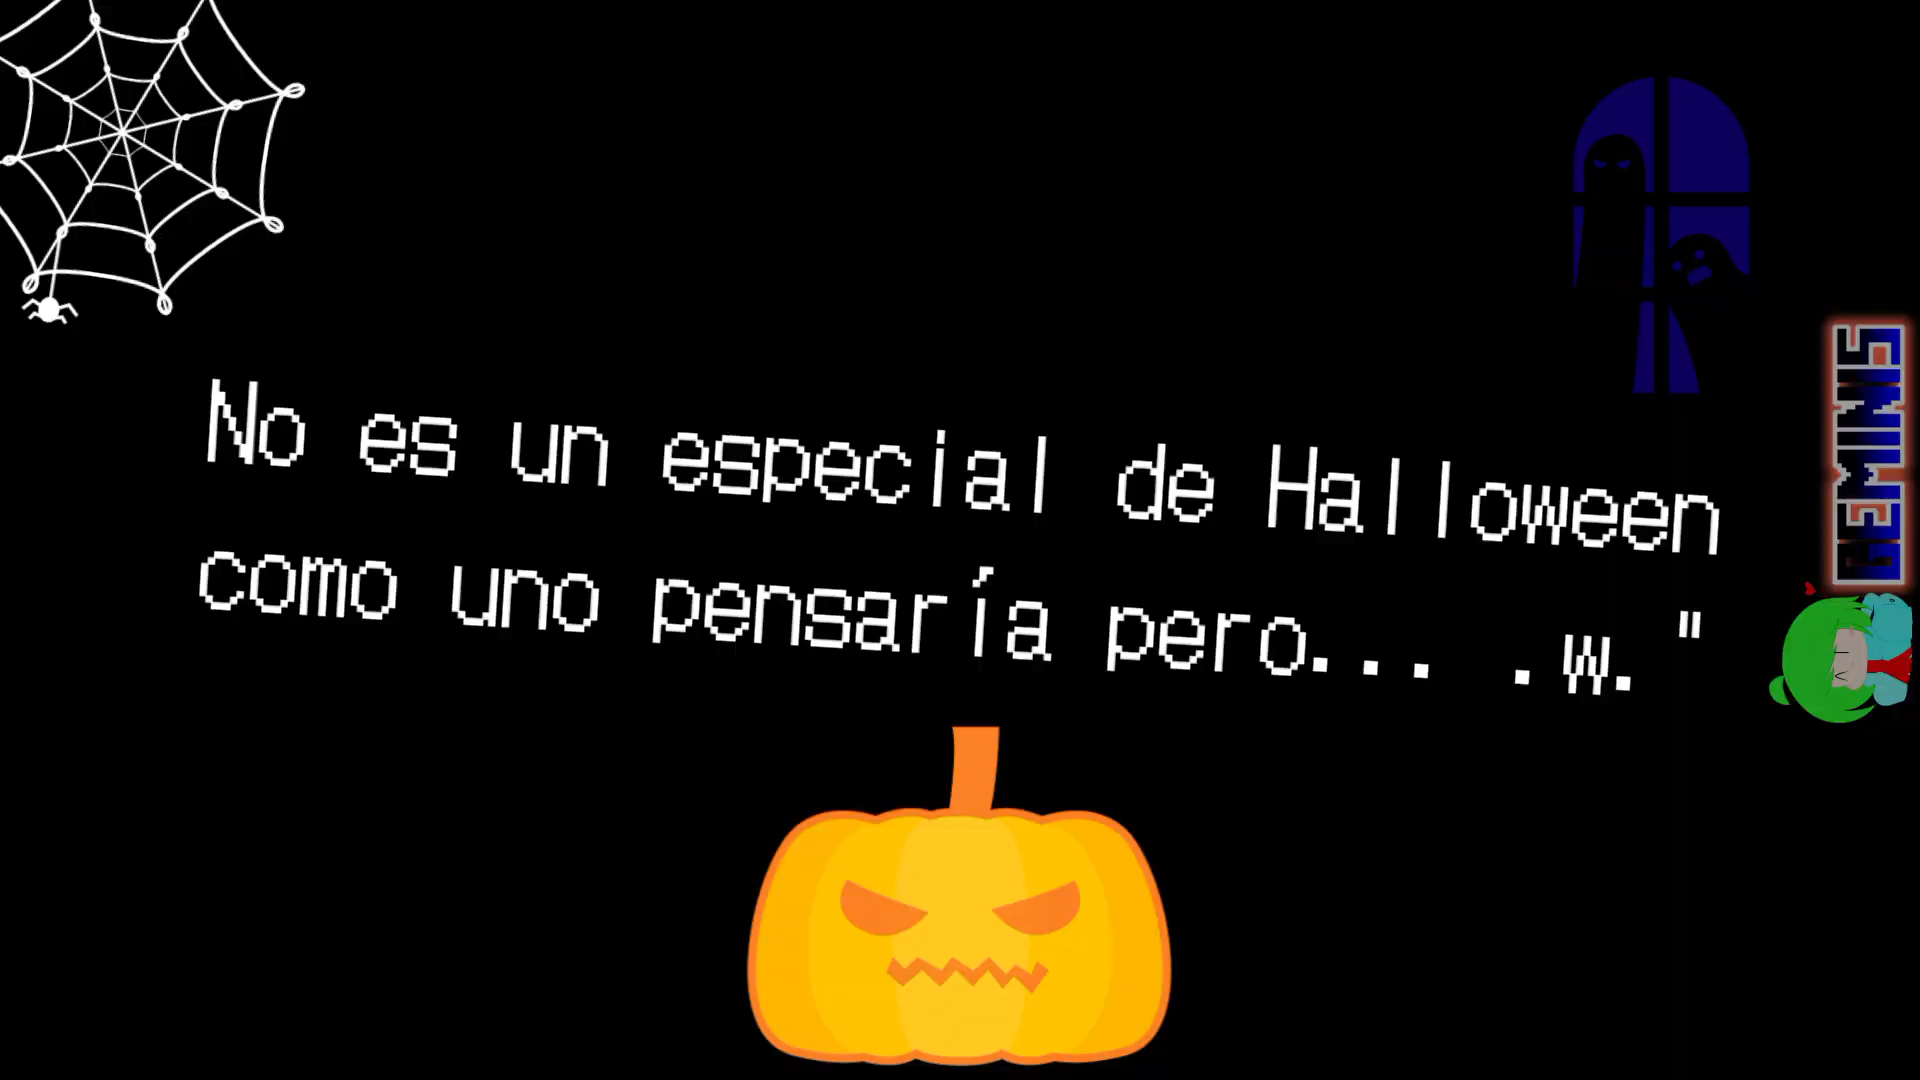 No es un especial de Halloween
como uno pensaría pero... .w."
GEMINIS